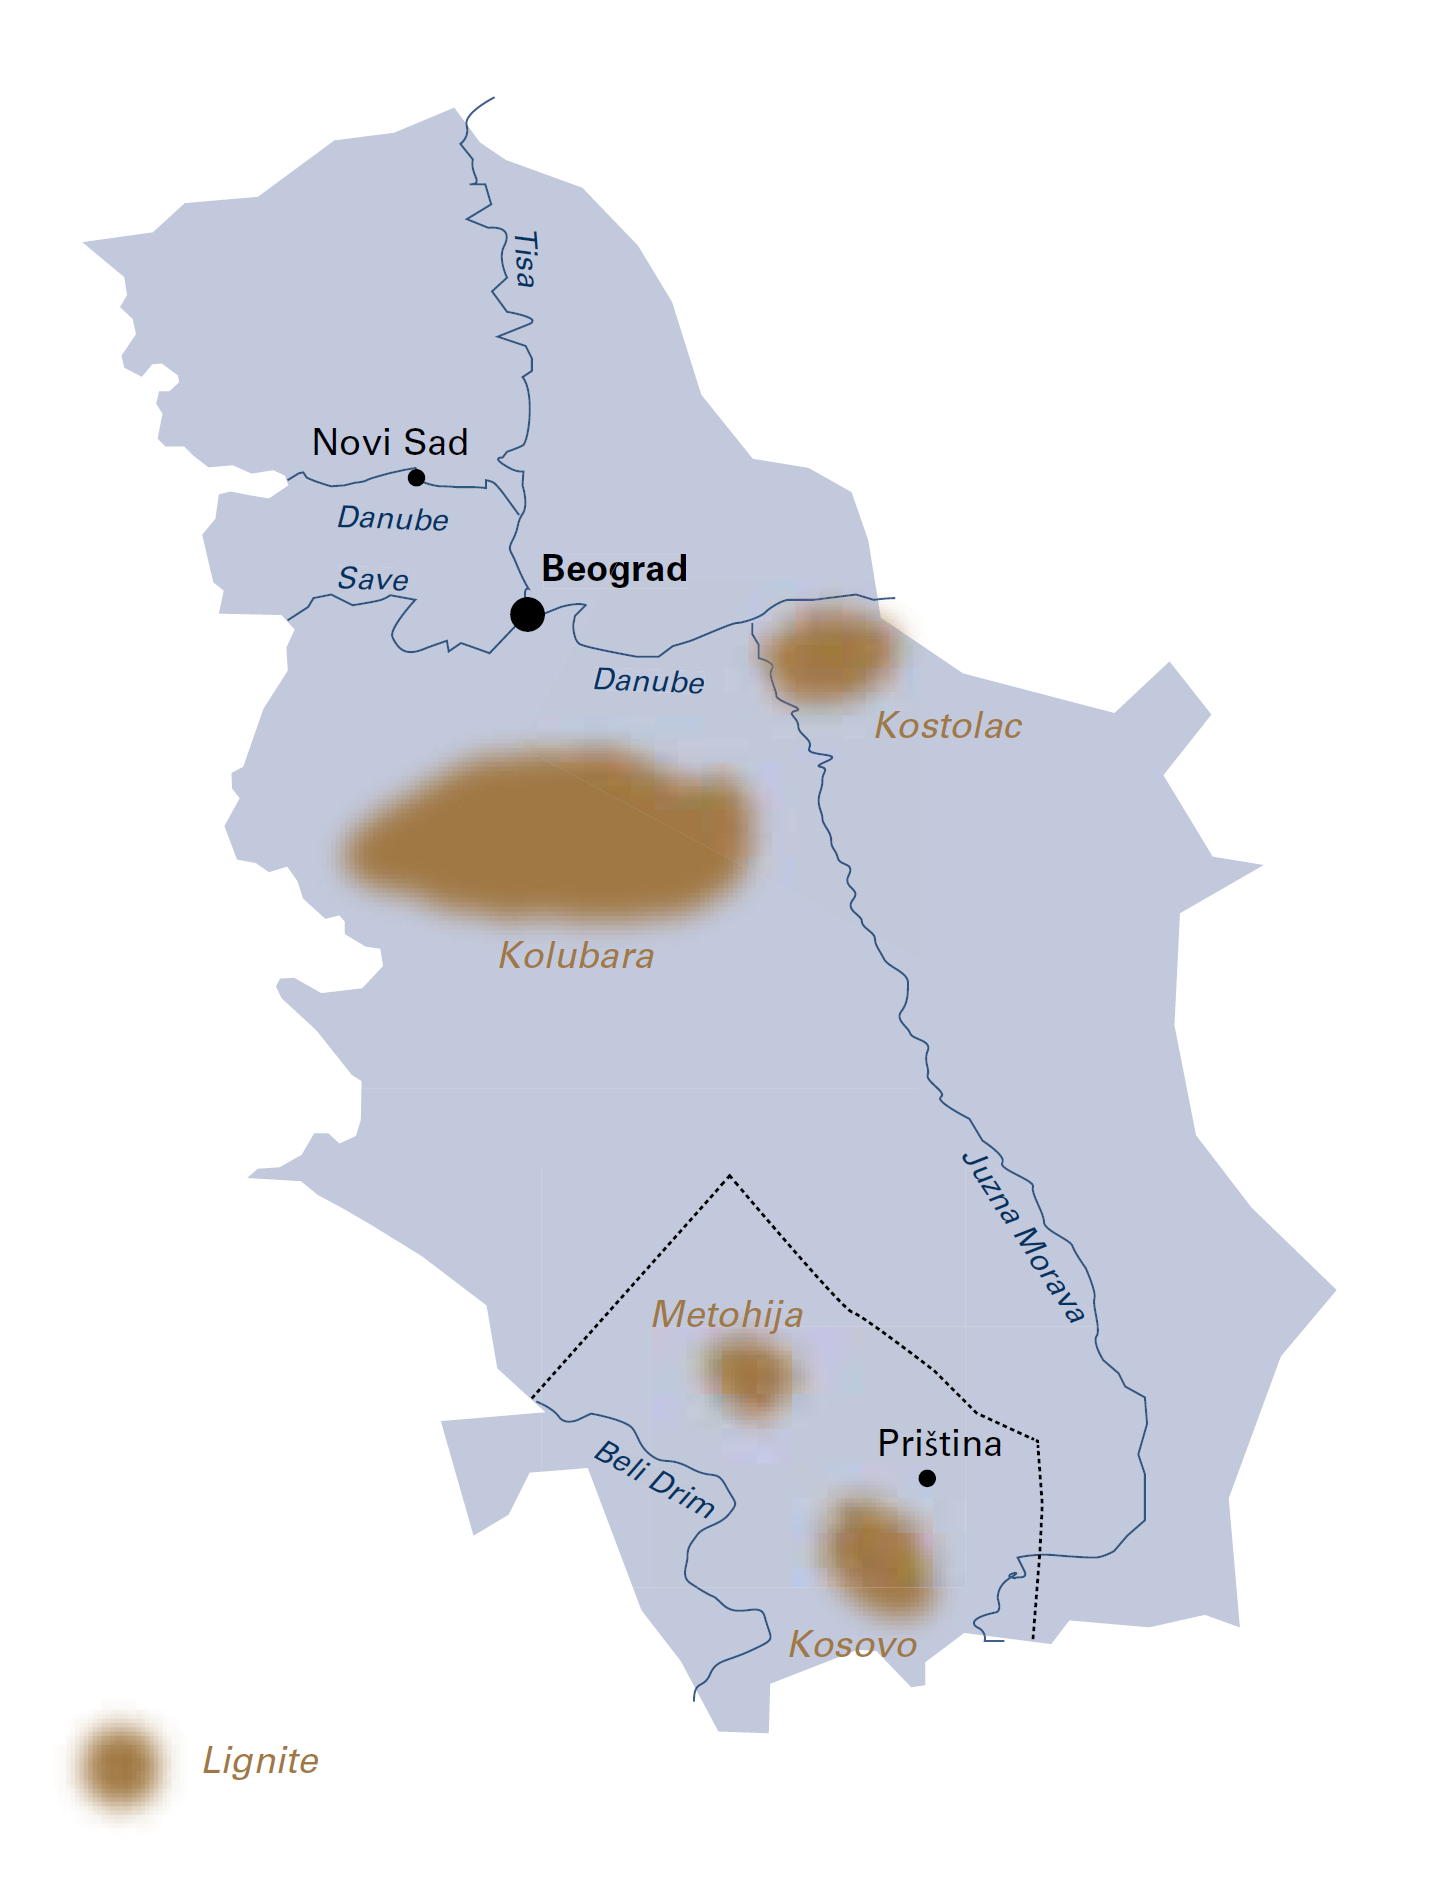 Tisa
Novi Sad
Danube
Save
Beograd
Danube
Kostolac
Kolubara
Juzna Morava
Metohija
Priština
Beli Drim
Kosovo
Lignite